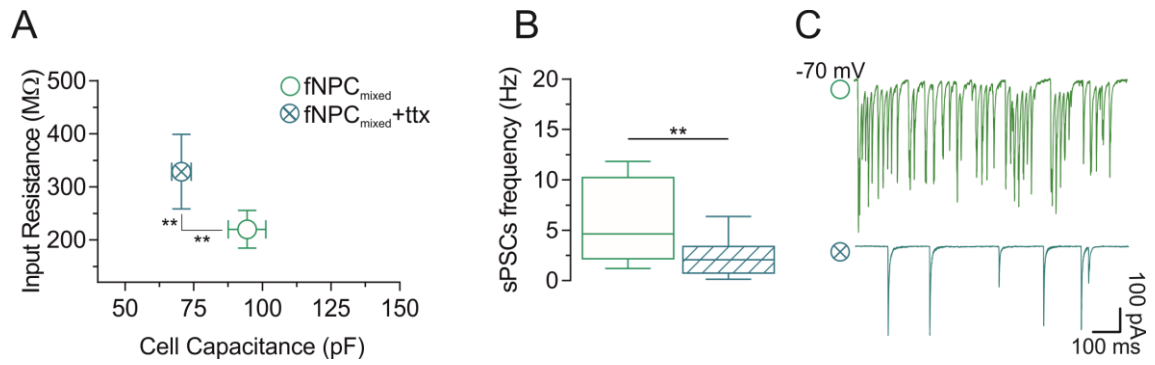 A
Input Resistance (MΩ)
500
400
300
200
**
**
50
75
100
125
150
Cell Capacitance (pF)
fNPCmixed
fNPCmixed+ttx
B
sPSCs frequency (Hz)
20
15
10
5
0
**
C
-70 mV
100 pA
100 ms